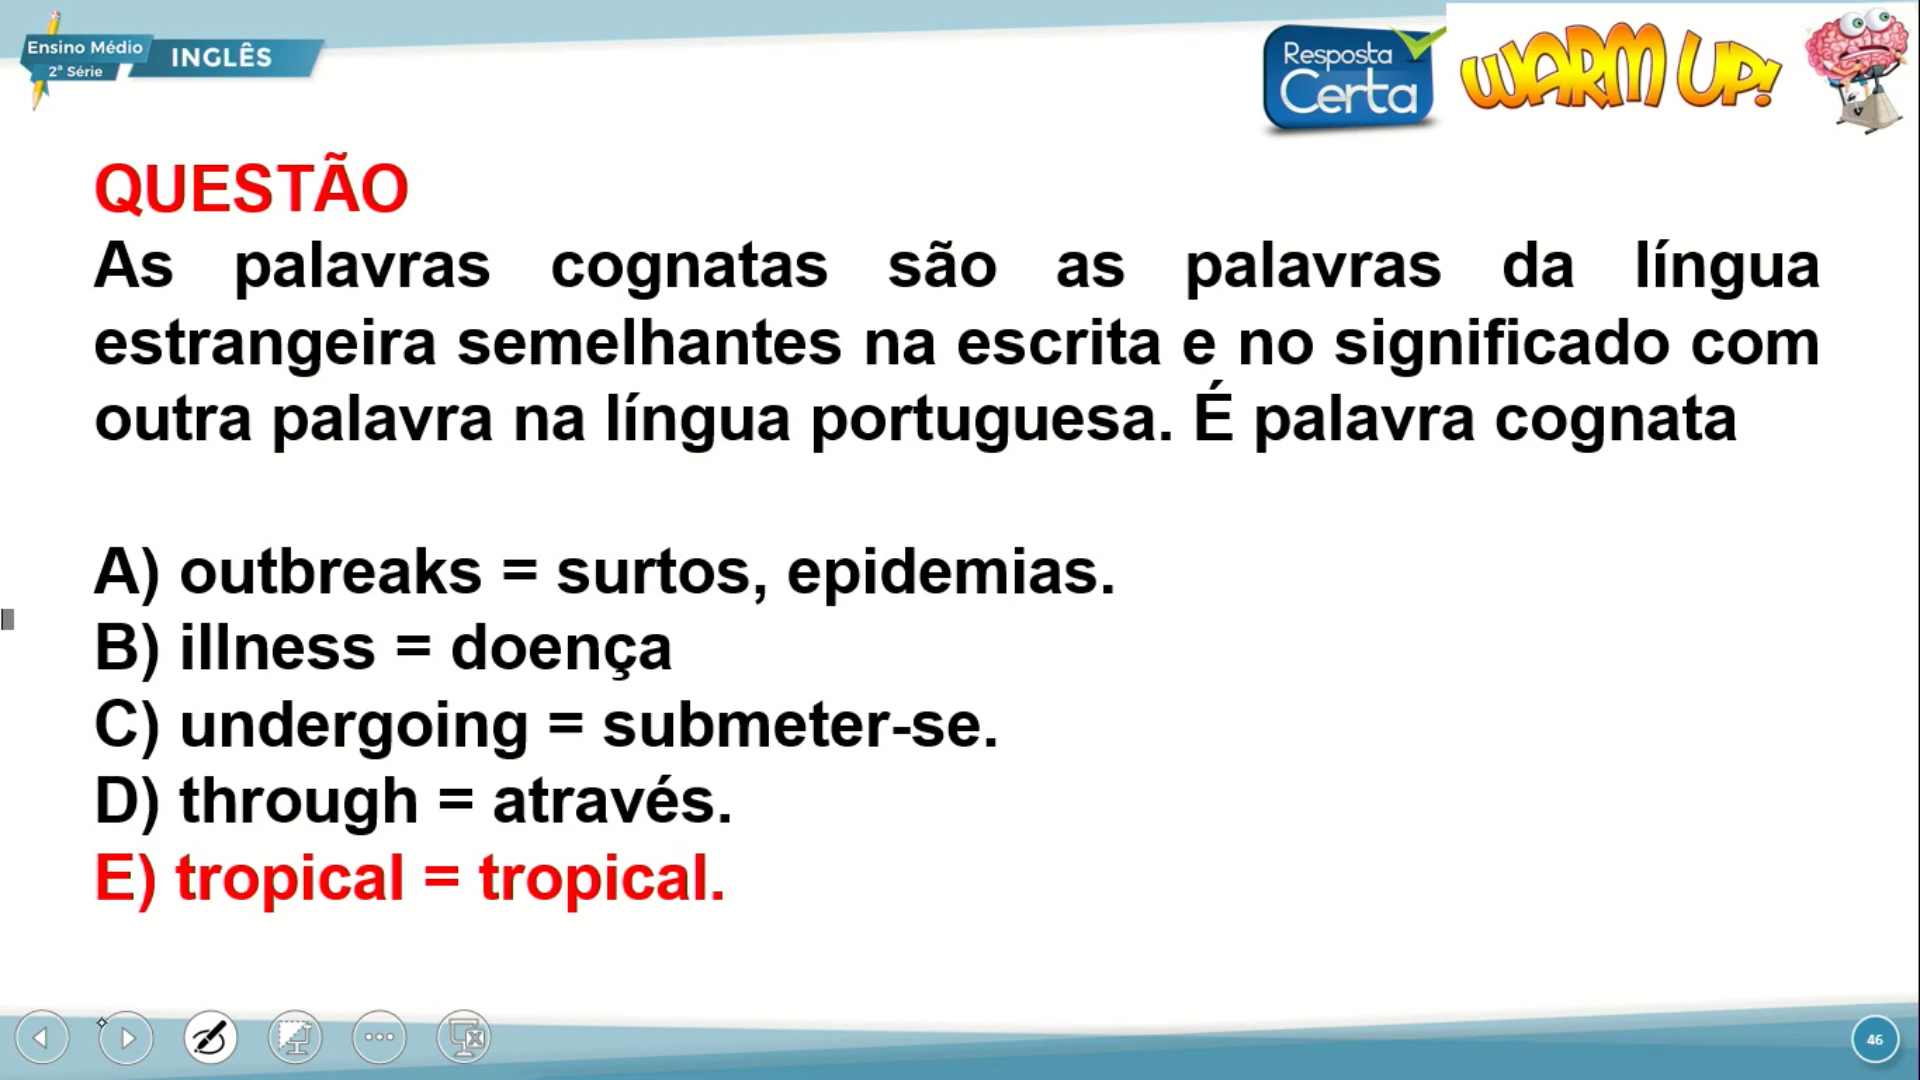 Ensino Médio
2ª Série
INGLÊS
Resposta
Certa
WARM UP!
QUESTÃO
As palavras cognatas são as palavras da língua
estrangeira semelhantes na escrita e no significado com
outra palavra na língua portuguesa. É palavra cognata
A) outbreaks = surtos, epidemias.
B) illness = doença
C) undergoing = submeter-se.
D) through = através.
E) tropical = tropical.
46